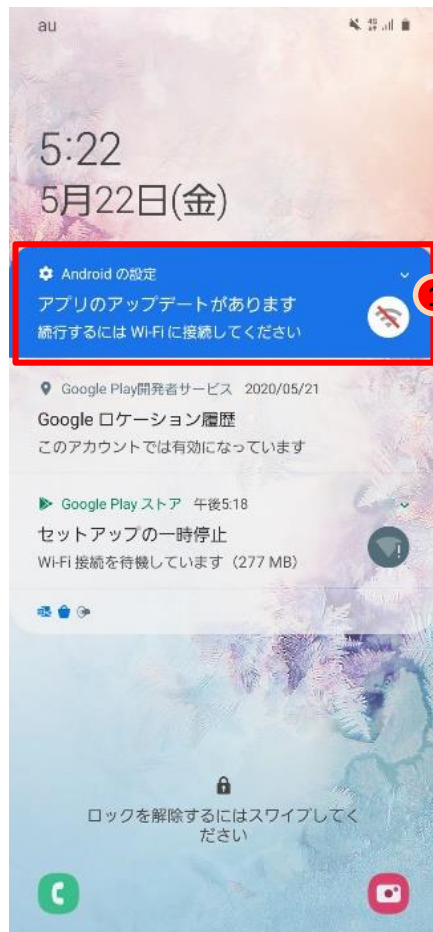 au
5:22
5月22日(金)
Android の設定
アプリのアップデートがあります
続行するには Wi-Fi に接続してください
Google Play開発者サービス 2020/05/21
Google ロケーション履歴
このアカウントでは有効になっています
Google Play ストア 午後5:18
セットアップの一時停止
Wi-Fi 接続を待機しています（277 MB）
ロックを解除するにはスワイプしてく
ださい